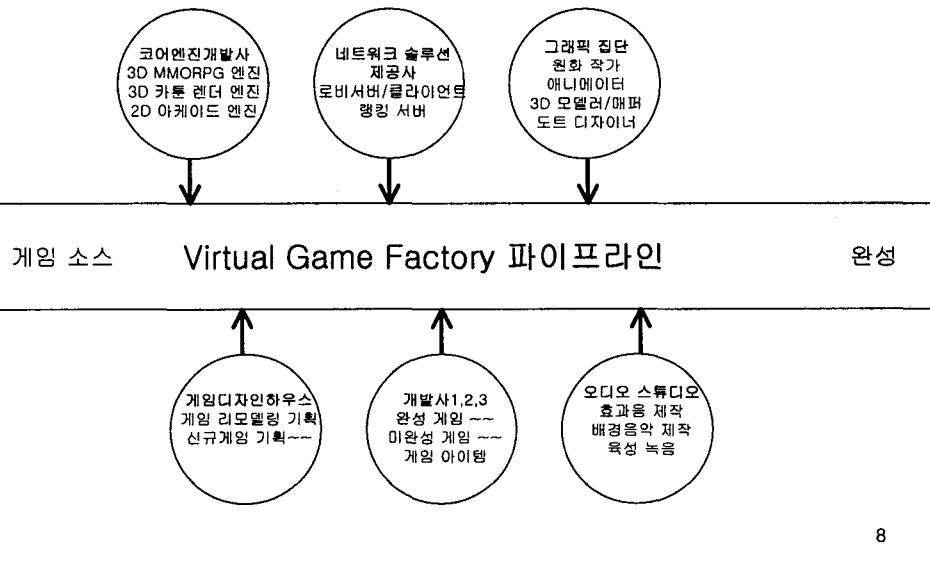 코어엔진개발사
3D MMORPG 엔진
3D 카툰 렌더 엔진
2D 아케이드 엔진
네트워크 솔루션
제공사
로비서버/클라이언트
랭킹 서버
그래픽 집단
원화 작가
애니메이터
3D 모델러/매퍼
도트 디자이너
게임 소스
Virtual Game Factory 파이프라인
완성
게임디자인하우스
게임 리모델링 기획
신규게임 기획~~
개발사1,2,3
완성 게임 ~~
미완성 게임 ~~
게임 아이템
오디오 스튜디오
효과음 제작
배경음악 제작
육성 녹음
8